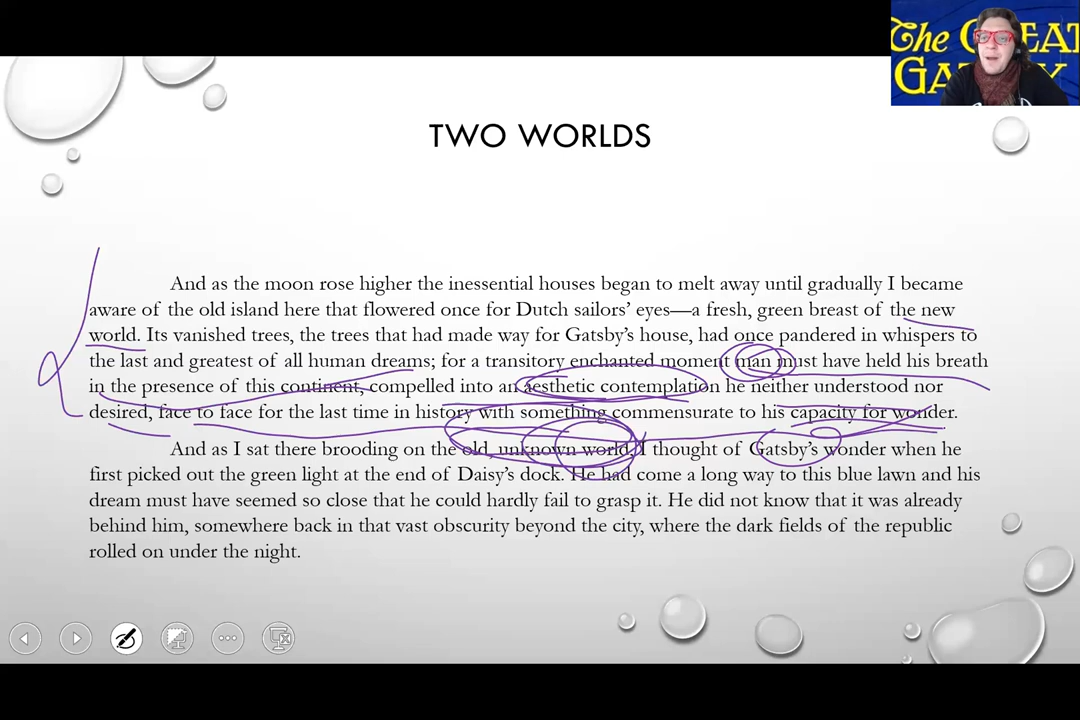 The GREAT
GATSBY
TWO WORLDS
And as the moon rose higher the inessential houses began to melt away until gradually I became
aware of the old island here that flowered once for Dutch sailors’ eyes—a fresh, green breast of the new
world. Its vanished trees, the trees that had made way for Gatsby’s house, had once pandered in whispers to
the last and greatest of all human dreams; for a transitory enchanted moment man must have held his breath
in the presence of this continent, compelled into an aesthetic contemplation he neither understood nor
desired, face to face for the last time in history with something commensurate to his capacity for wonder.
And as I sat there brooding on the old, unknown world, I thought of Gatsby’s wonder when he
first picked out the green light at the end of Daisy’s dock. He had come a long way to this blue lawn and his
dream must have seemed so close that he could hardly fail to grasp it. He did not know that it was already
behind him, somewhere back in that vast obscurity beyond the city, where the dark fields of the republic
rolled on under the night.